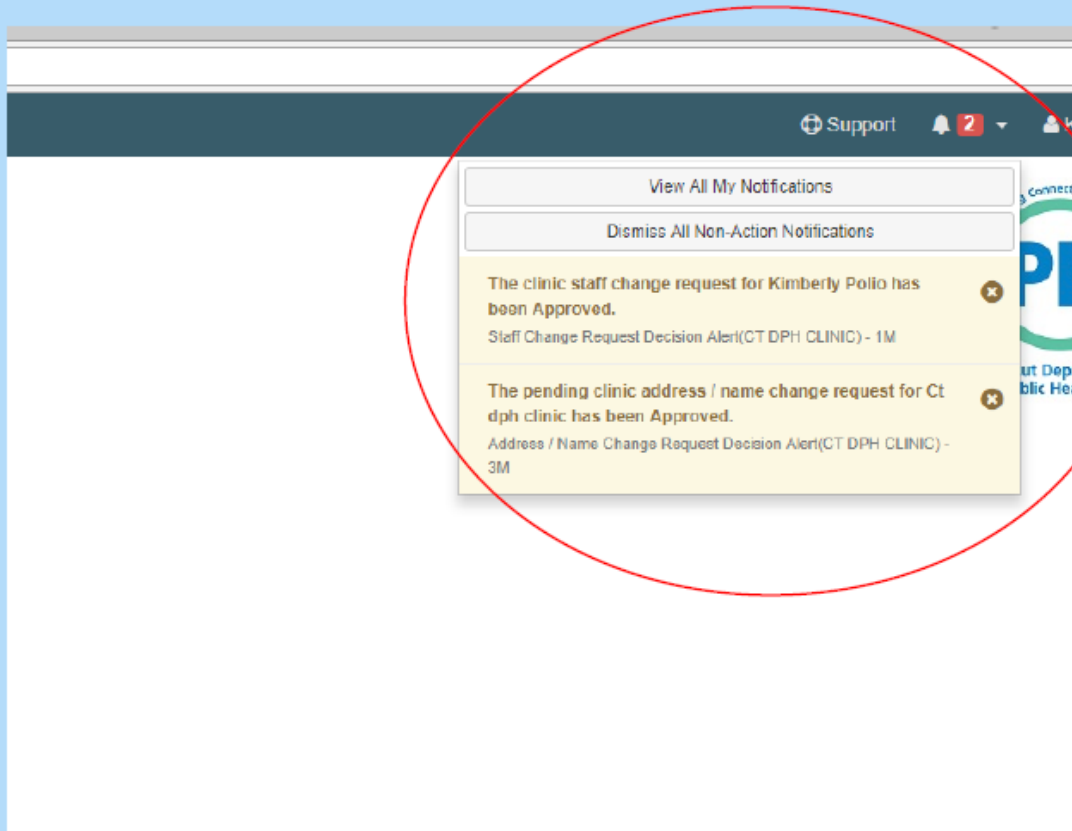 Support 2
View All My Notifications
Dismiss All Non-Action Notifications
The clinic staff change request for Kimberly Polio has
been Approved.
Staff Change Request Decision Alert(CT DPH CLINIC) - 1M
The pending clinic address / name change request for Ct
dph clinic has been Approved.
Address / Name Change Request Decision Alert(CT DPH CLINIC) -
3M